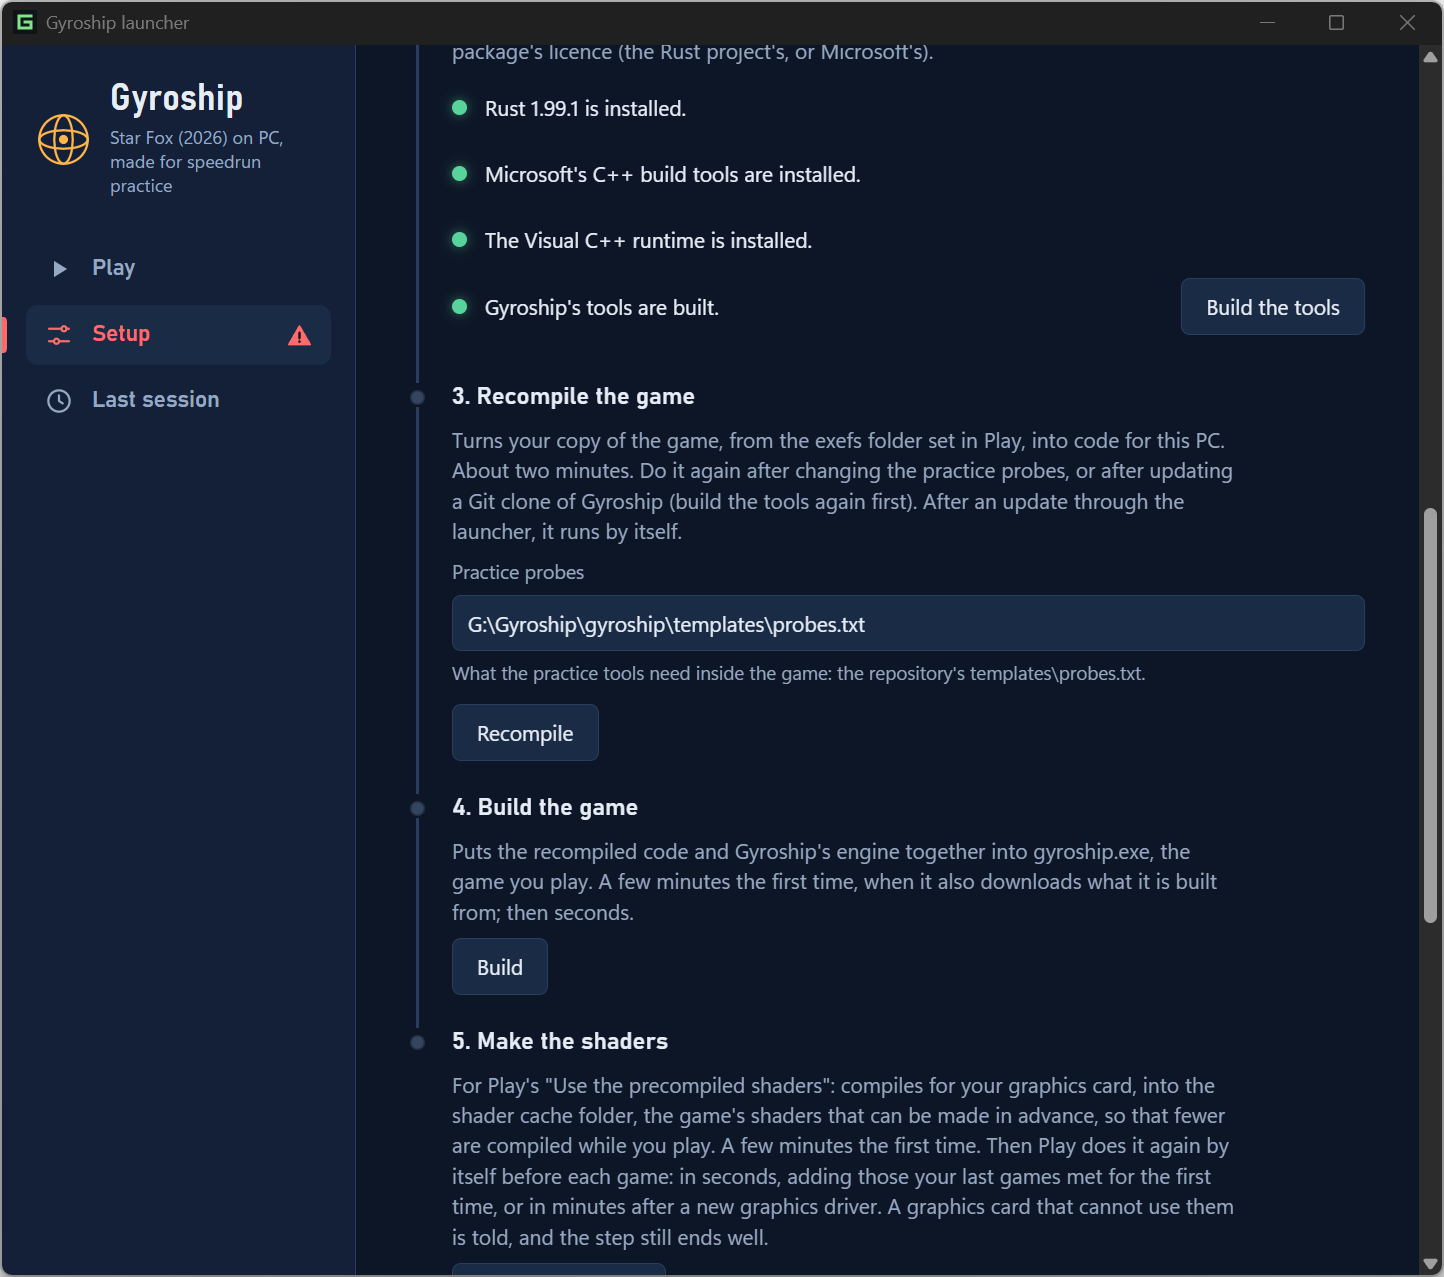 Gyroship launcher
Gyroship
Star Fox (2026) on PC,
made for speedrun
practice
Play
Setup
Last session
package's licence (the Rust project's, or Microsoft's).
Rust 1.99.1 is installed.
Microsoft's C++ build tools are installed.
The Visual C++ runtime is installed.
Gyroship's tools are built.
Build the tools
3. Recompile the game
Turns your copy of the game, from the exefs folder set in Play, into code for this PC.
About two minutes. Do it again after changing the practice probes, or after updating
a Git clone of Gyroship (build the tools again first). After an update through the
launcher, it runs by itself.
Practice probes
G:\Gyroship\gyroship\templates\probes.txt
What the practice tools need inside the game: the repository's templates\probes.txt.
Recompile
4. Build the game
Puts the recompiled code and Gyroship's engine together into gyroship.exe, the
game you play. A few minutes the first time, when it also downloads what it is built
from; then seconds.
Build
5. Make the shaders
For Play's "Use the precompiled shaders": compiles for your graphics card, into the
shader cache folder, the game's shaders that can be made in advance, so that fewer
are compiled while you play. A few minutes the first time. Then Play does it again by
itself before each game: in seconds, adding those your last games met for the first
time, or in minutes after a new graphics driver. A graphics card that cannot use them
is told, and the step still ends well.